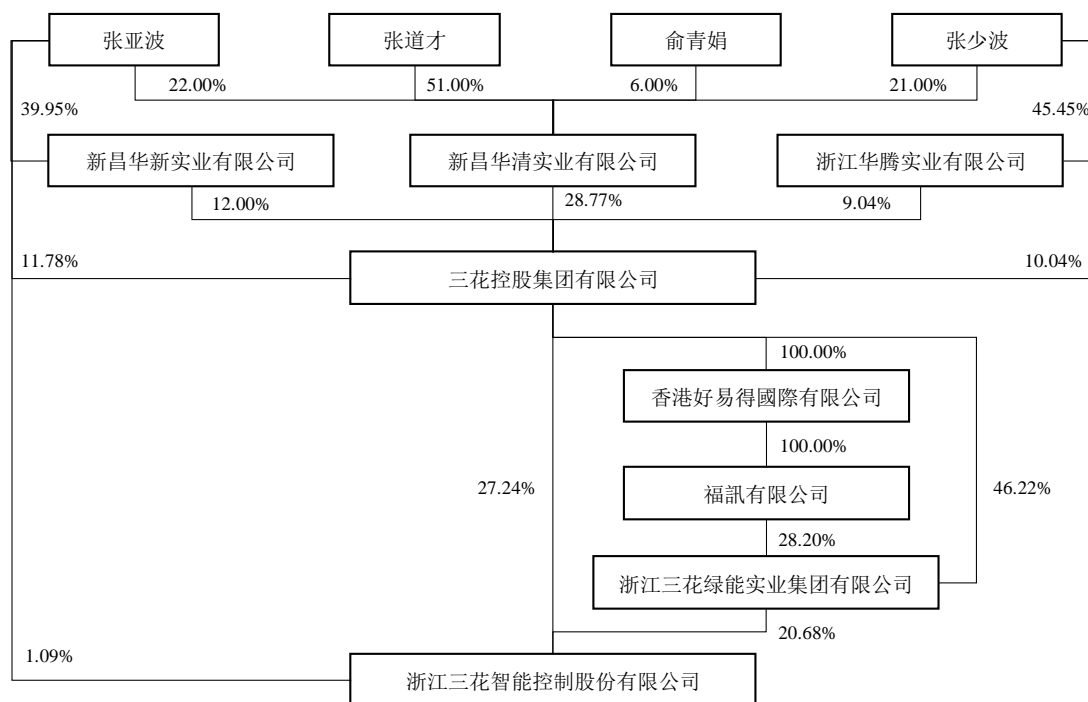 张亚波
张道才
俞青娟
张少波
22.00%
51.00%
6.00%
21.00%
39.95%
45.45%
新昌华新实业有限公司
新昌华清实业有限公司
浙江华腾实业有限公司
12.00%
28.77%
9.04%
11.78%
三花控股集团有限公司
10.04%
100.00%
香港好易得國際有限公司
100.00%
27.24%
福訊有限公司
46.22%
28.20%
浙江三花绿能实业集团有限公司
20.68%
1.09%
浙江三花智能控制股份有限公司